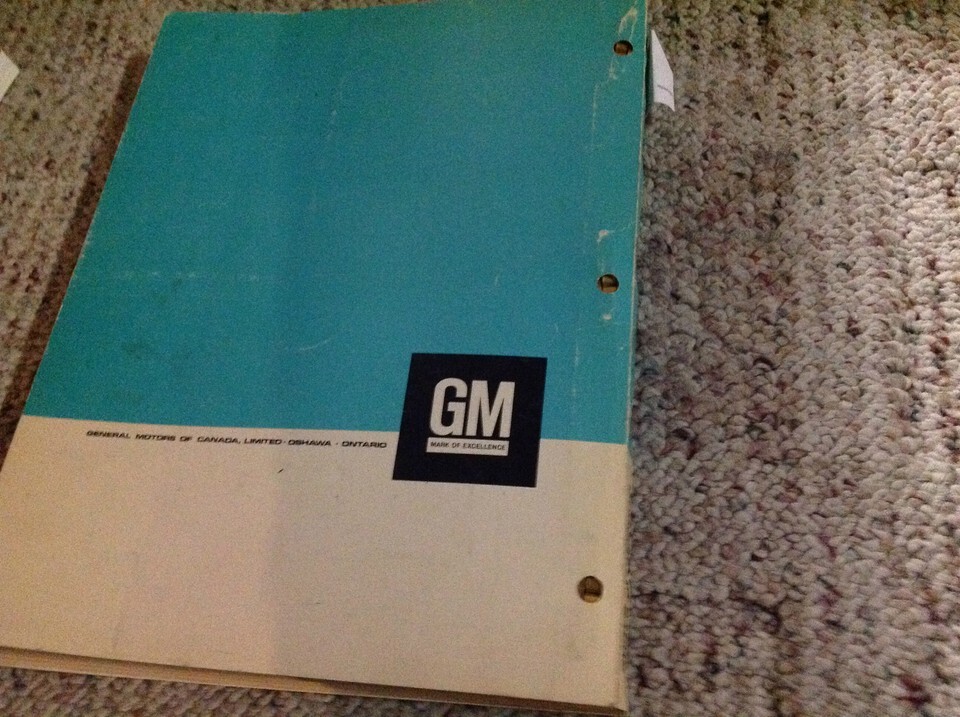 GENERAL MOTORS OF CANADA, LIMITED - OSHAWA - ONTARIO
GM
MARK OF EXCELLENCE